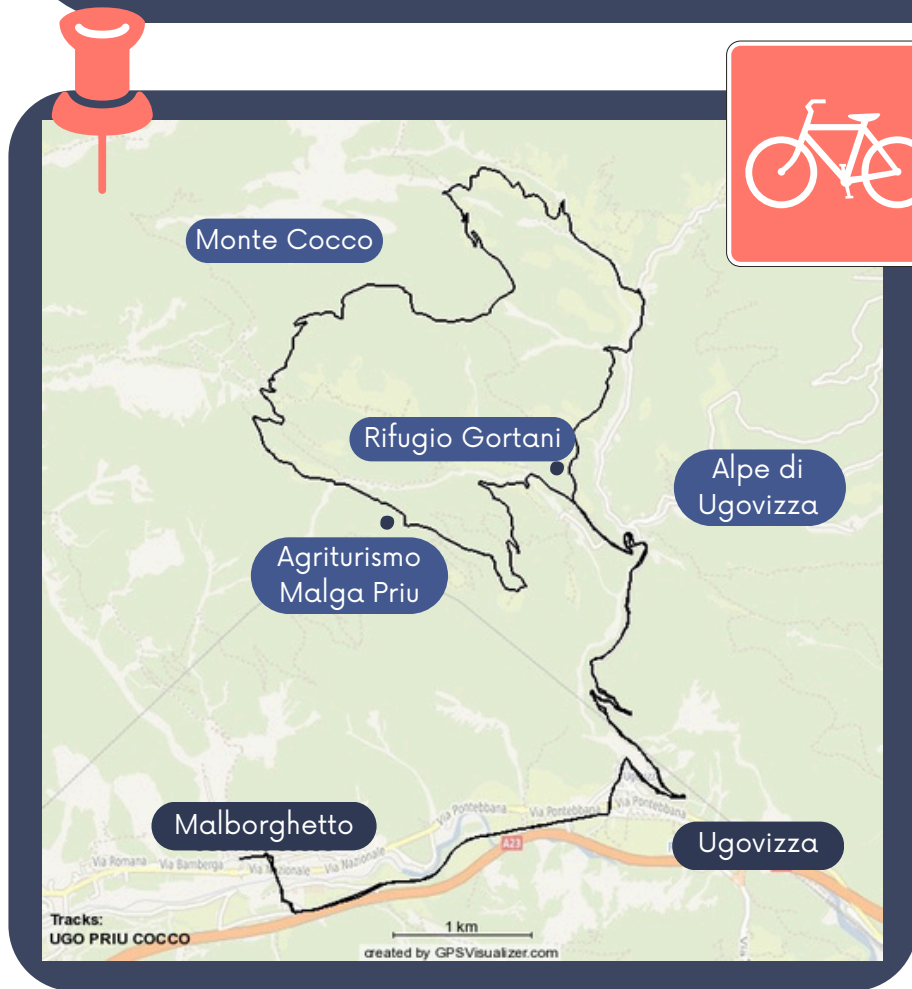 Monte Cocco
Rifugio Gortani
Alpe di
Ugovizza
Agriturismo
Malga Priu
Malborghetto
Ugovizza
Via Pontebbana
Via Pontebbana
Via Pontebbana
A23
Via Romana
Via Bamberga
Via Nazionale
Via Nazionale
Via
Tracks:
UGO PRIU COCCO
1 km
created by GPSVisualizer.com